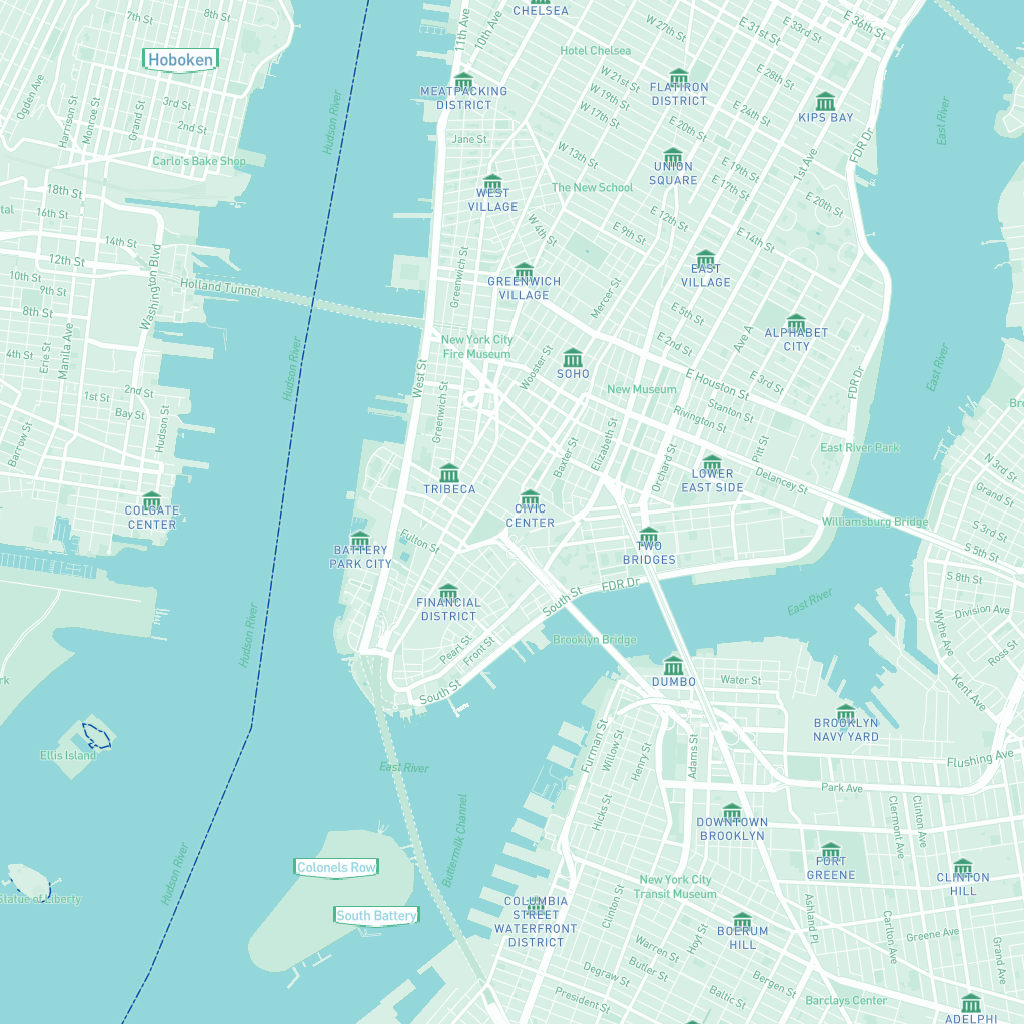 CHELSEA
11th Ave
10th Ave
W 27th St
E 31st St
E 33rd St
E 36th St
Hoboken
Hotel Chelsea
Ogden Ave
Harrison St
Monroe St
Grand St
3rd St
2nd St
MEATPACKING
DISTRICT
W 21st St
W 19th St
W 17th St
FLATIRON
DISTRICT
E 28th St
E 24th St
E 20th St
KIPS BAY
Hudson River
East River
FDR Dr
Jane St
W 13th St
Carlo's Bake Shop
UNION
SQUARE
E 19th St
E 17th St
1st Ave
18th St
WEST
VILLAGE
The New School
E 20th St
16th St
W 4th St
E 9th St
E 12th St
E 14th St
14th St
12th St
Washington Blvd
10th St
9th St
8th St
Holland Tunnel
Greenwich St
GREENWICH
VILLAGE
Mercer St
EAST
VILLAGE
E 5th St
E 2nd St
Ave A
ALPHABET
CITY
4th St
Erie St
Manila Ave
Hudson River
New York City
Fire Museum
Wooster St
SOHO
New Museum
E Houston St
E 3rd St
FDR Dr
East River
West St
Greenwich St
1st St
Bay St
Hudson St
Barrow St
Stanton St
Rivington St
Pitt St
East River Park
Elizabeth St
Baxter St
Orchard St
Delancey St
LOWER
EAST SIDE
N 3rd St
Grand St
TRIBECA
COLGATE
CENTER
CIVIC
CENTER
Williamsburg Bridge
S 3rd St
S 5th St
BATTERY
PARK CITY
Fulton St
TWO
BRIDGES
S 8th St
FDR Dr
South St
FINANCIAL
DISTRICT
East River
Division Ave
Wythe Ave
Ross St
Hudson River
Pearl St
Front St
Brooklyn Bridge
South St
DUMBO
Water St
Kent Ave
BROOKLYN
NAVY YARD
Ellis Island
Furman St
Willow St
Henry St
Adams St
Flushing Ave
East River
Park Ave
Hicks St
Buttermilk Channel
DOWNTOWN
BROOKLYN
Clermont Ave
Clinton Ave
Hudson River
Colonels Row
FORT
GREENE
CLINTON
HILL
New York City
Transit Museum
Statue of Liberty
South Battery
COLUMBIA
STREET
WATERFRONT
DISTRICT
Clinton St
Hoyt St
BOERUM
HILL
Ashland Pl
Carlton Ave
Greene Ave
Grand Ave
Warren St
Butler St
Degraw St
Baltic St
Bergen St
President St
Barclays Center
ADELPHI